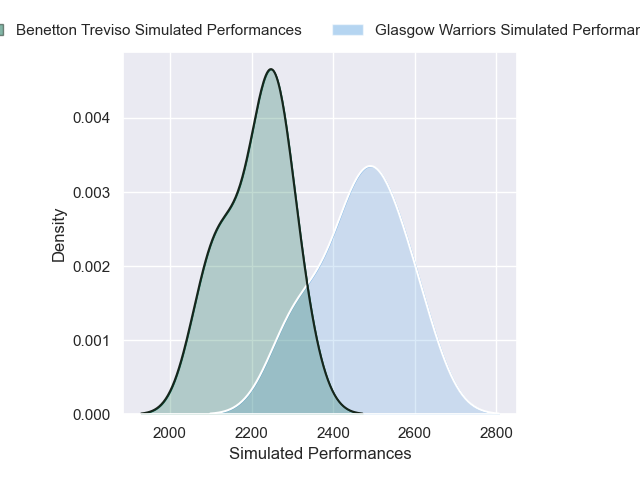 Benetton Treviso Simulated Performances
Glasgow Warriors Simulated Performan
0.004
0.003
0.002
0.001
0.000
Density
2000 2200 2400 2600 2800
Simulated Performances